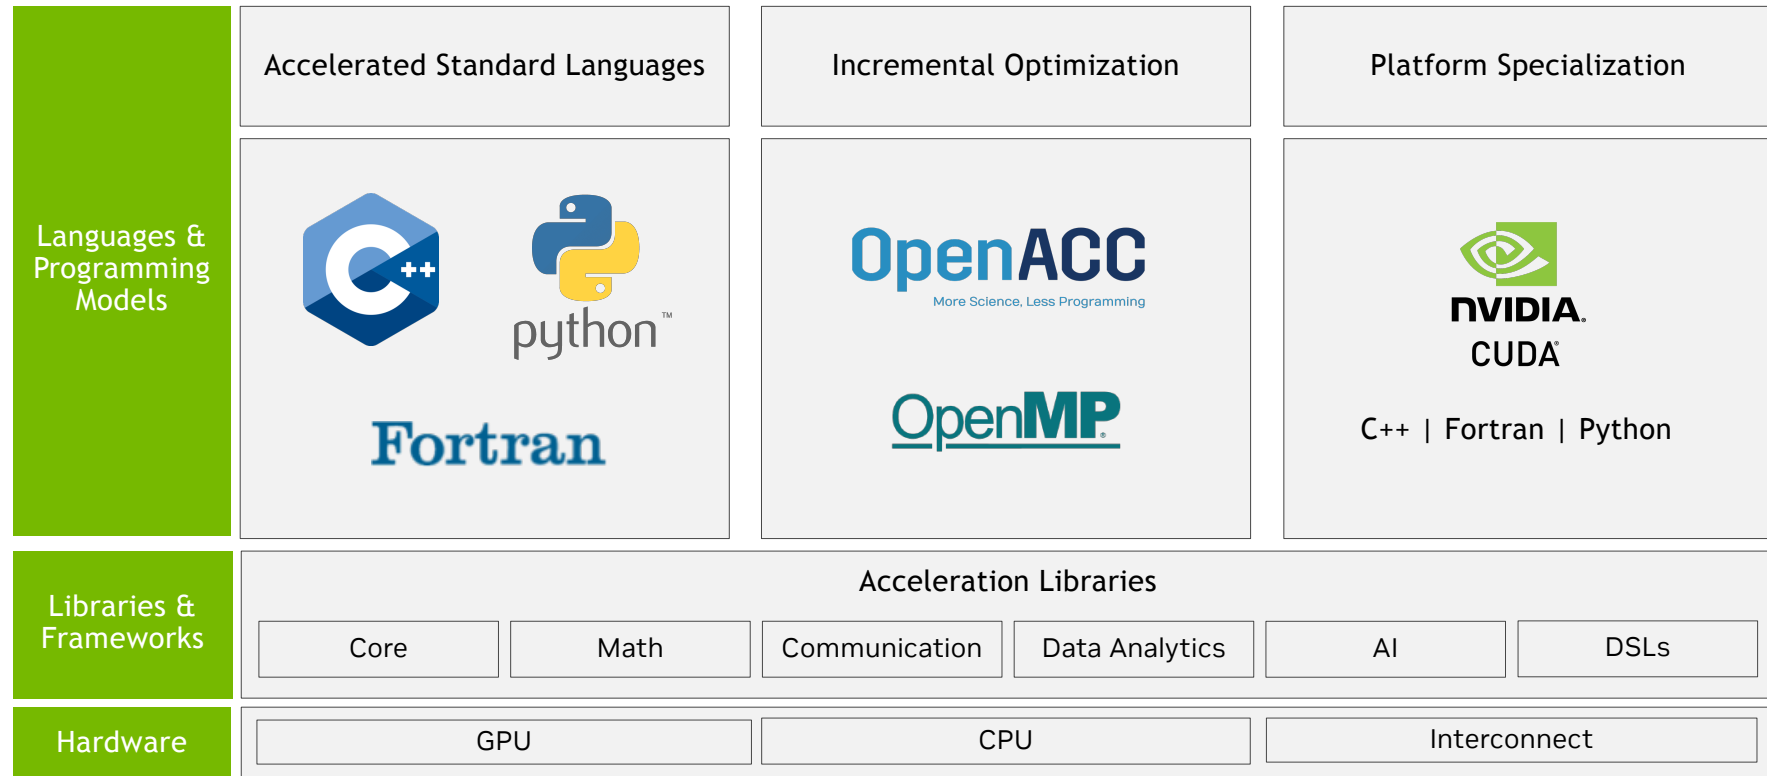 Accelerated Standard Languages
Incremental Optimization
Platform Specialization
Languages &
Programming
Models
C++
python™
Fortran
OpenACC
More Science, Less Programming
OpenMP®
NVIDIA®
CUDA®
C++ | Fortran | Python
Libraries &
Frameworks
Acceleration Libraries
Core
Math
Communication
Data Analytics
AI
DSLs
Hardware
GPU
CPU
Interconnect